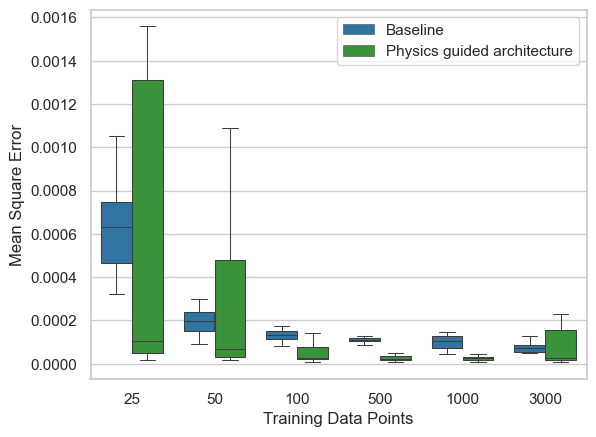 Baseline
Physics guided architecture
Mean Square Error
0.0016
0.0014
0.0012
0.0010
0.0008
0.0006
0.0004
0.0002
0.0000
25 50 100 500 1000 3000
Training Data Points